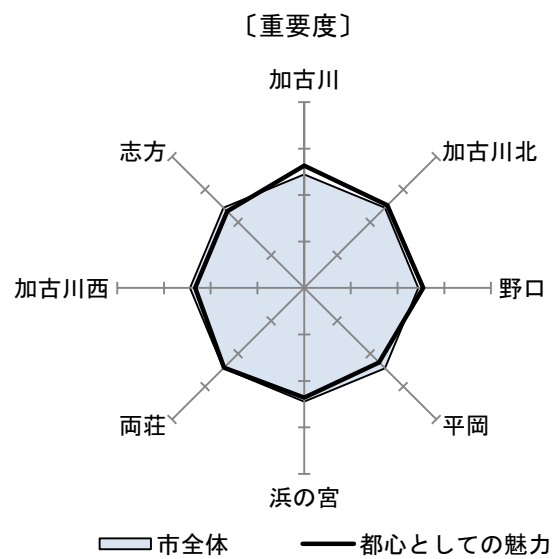 〔重要度〕
加古川
志方
加古川北
加古川西
野口
両荘
平岡
浜の宮
市全体
都心としての魅力